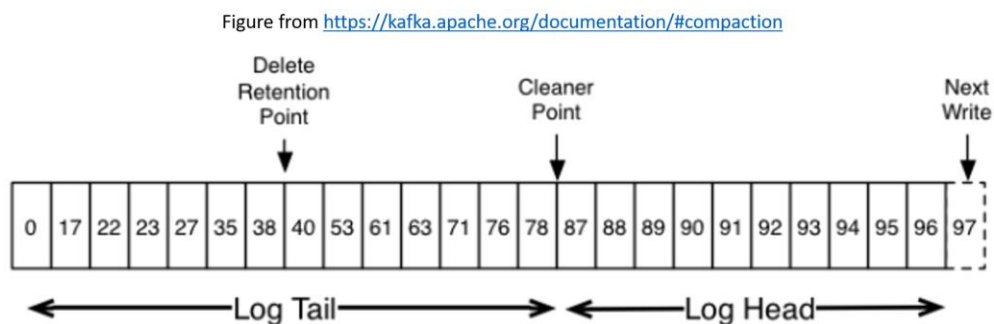 Figure from https://kafka.apache.org/documentation/#compaction
Delete
Retention
Point
Cleaner
Point
Next
Write
0 17 22 23 27 35 38 40 53 61 63 71 76 78 87 88 89 90 91 92 93 94 95 96 97
Log Tail Log Head